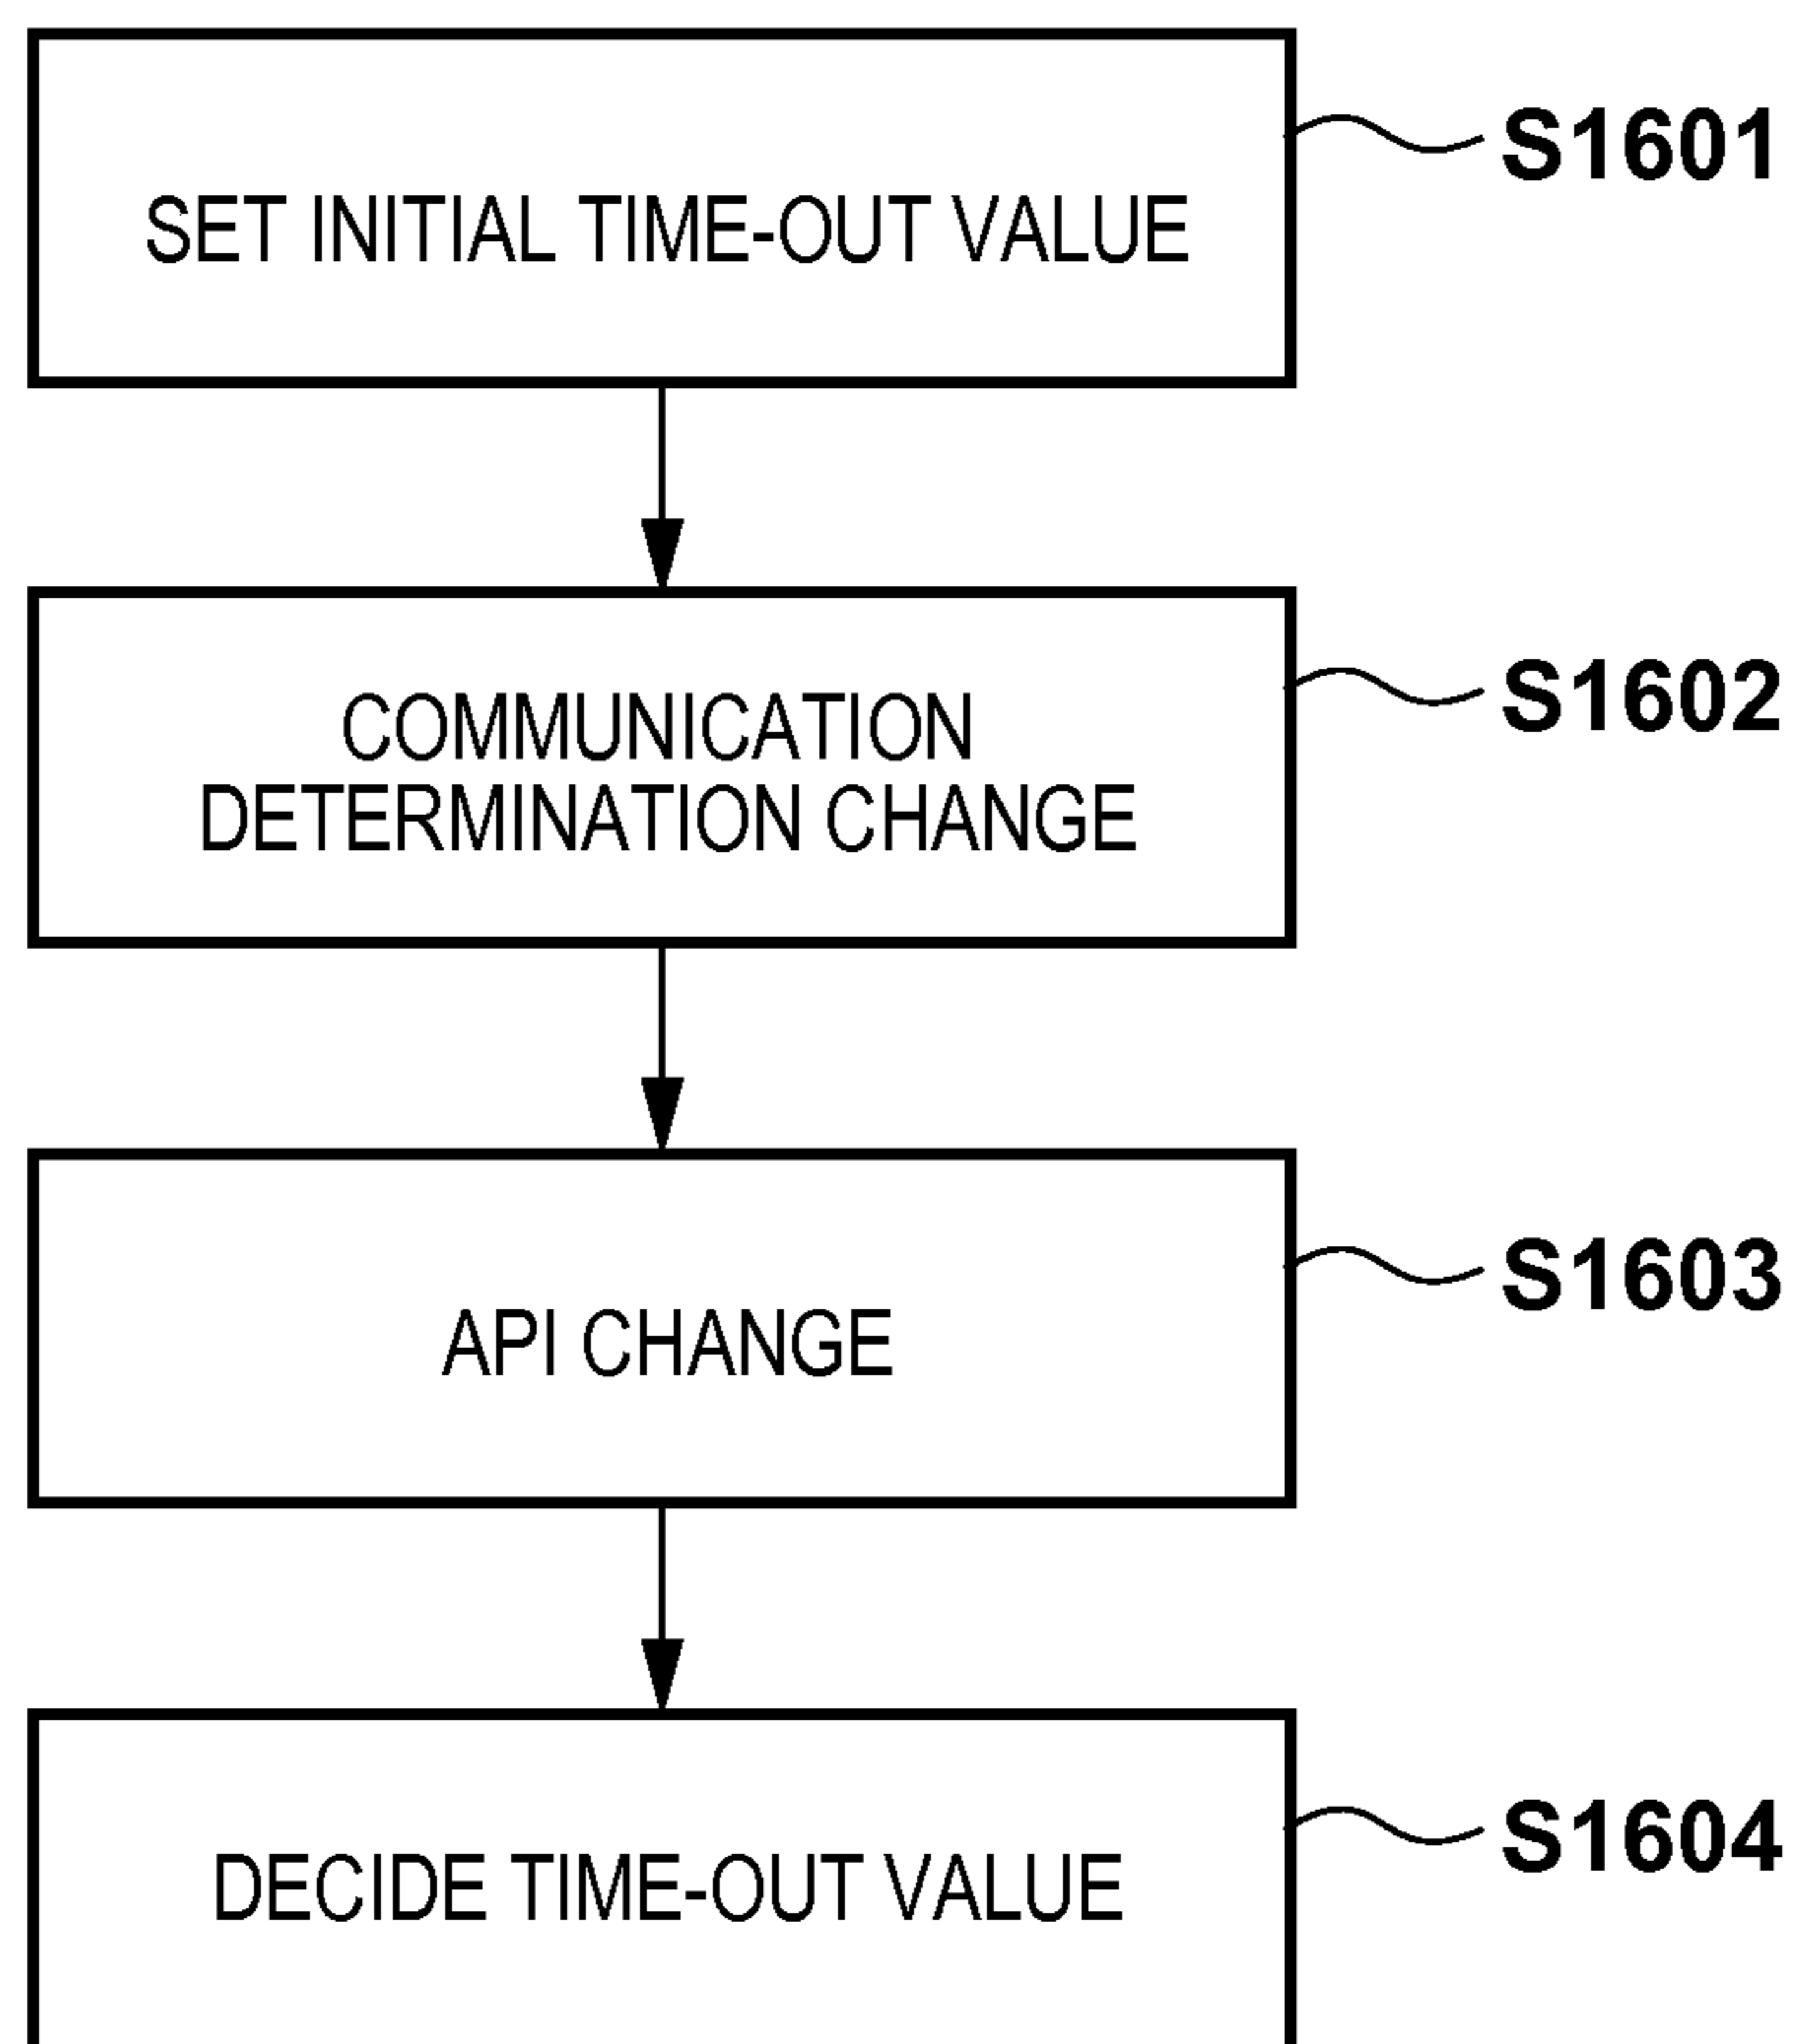 SET INITIAL TIME-OUT VALUE
S1601
COMMUNICATION
DETERMINATION CHANGE
S1602
API CHANGE
S1603
DECIDE TIME-OUT VALUE
S1604